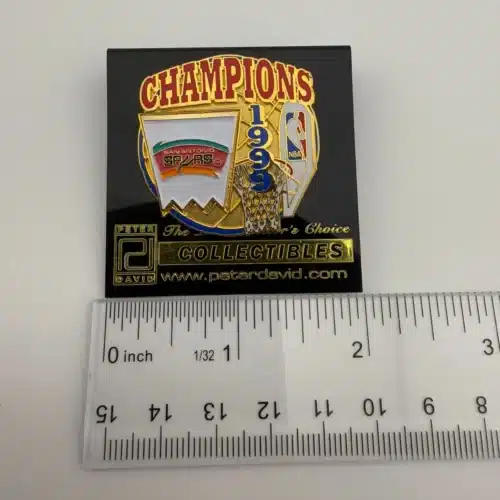 CHAMPIONS
1999
NBA
SAN ANTONIO
SPURS
PETER
DAVID
The
r's Choice
COLLECTIBLES
www.peterdavid.com
0 inch 1/32 1 2 3
15 14 13 12 11 10 9 8